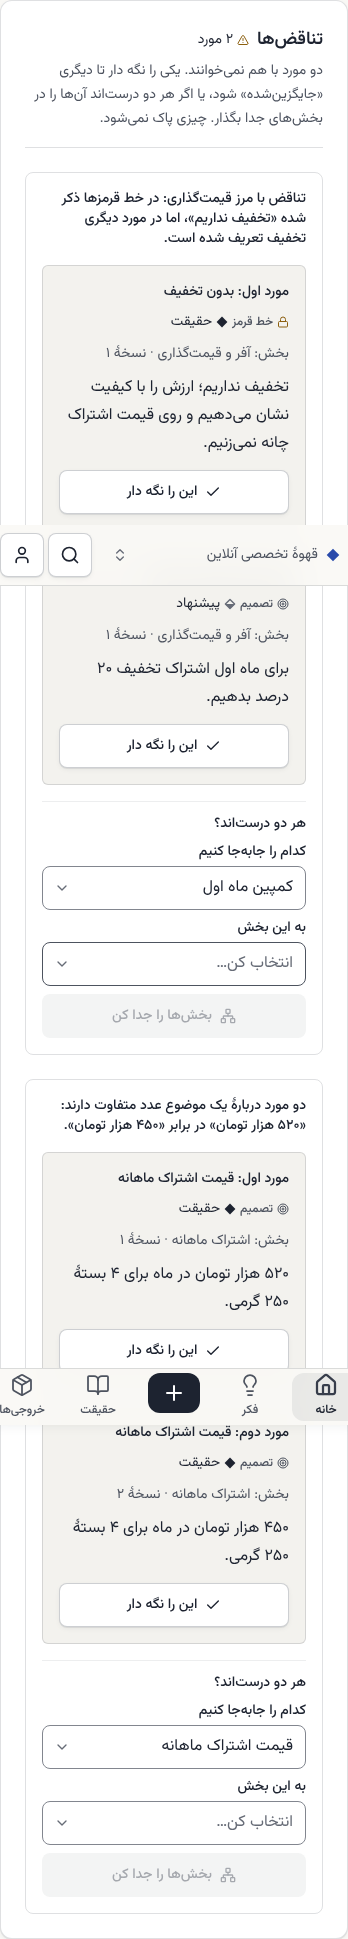 تناقض‌ها ۲ مورد
دو مورد با هم نمی‌خوانند. یکی را نگه دار تا دیگری
«جایگزین‌شده» شود، یا اگر هر دو درست‌اند آن‌ها را در
بخش‌های جدا بگذار. چیزی پاک نمی‌شود.
تناقض با مرز قیمت‌گذاری: در خط قرمزها ذکر
شده «تخفیف نداریم»، اما در مورد دیگری
تخفیف تعریف شده است.
مورد اول: بدون تخفیف
خط قرمز حقیقت
بخش: آفر و قیمت‌گذاری · نسخهٔ ۱
تخفیف نداریم؛ ارزش را با کیفیت
نشان می‌دهیم و روی قیمت اشتراک
چانه نمی‌زنیم.
این را نگه دار
قهوهٔ تخصصی آنلاین
تصمیم پیشنهاد
بخش: آفر و قیمت‌گذاری · نسخهٔ ۱
برای ماه اول اشتراک تخفیف ۲۰
درصد بدهیم.
این را نگه دار
هر دو درست‌اند؟
کدام را جابه‌جا کنیم
کمپین ماه اول
به این بخش
انتخاب کن…
بخش‌ها را جدا کن
دو مورد دربارهٔ یک موضوع عدد متفاوت دارند:
«۵۲۰ هزار تومان» در برابر «۴۵۰ هزار تومان».
مورد اول: قیمت اشتراک ماهانه
تصمیم حقیقت
بخش: اشتراک ماهانه · نسخهٔ ۱
۵۲۰ هزار تومان در ماه برای ۴ بستهٔ
۲۵۰ گرمی.
این را نگه دار
خانه
فکر
حقیقت
خروجی‌ها
مورد دوم: قیمت اشتراک ماهانه
تصمیم حقیقت
بخش: اشتراک ماهانه · نسخهٔ ۲
۴۵۰ هزار تومان در ماه برای ۴ بستهٔ
۲۵۰ گرمی.
این را نگه دار
هر دو درست‌اند؟
کدام را جابه‌جا کنیم
قیمت اشتراک ماهانه
به این بخش
انتخاب کن…
بخش‌ها را جدا کن